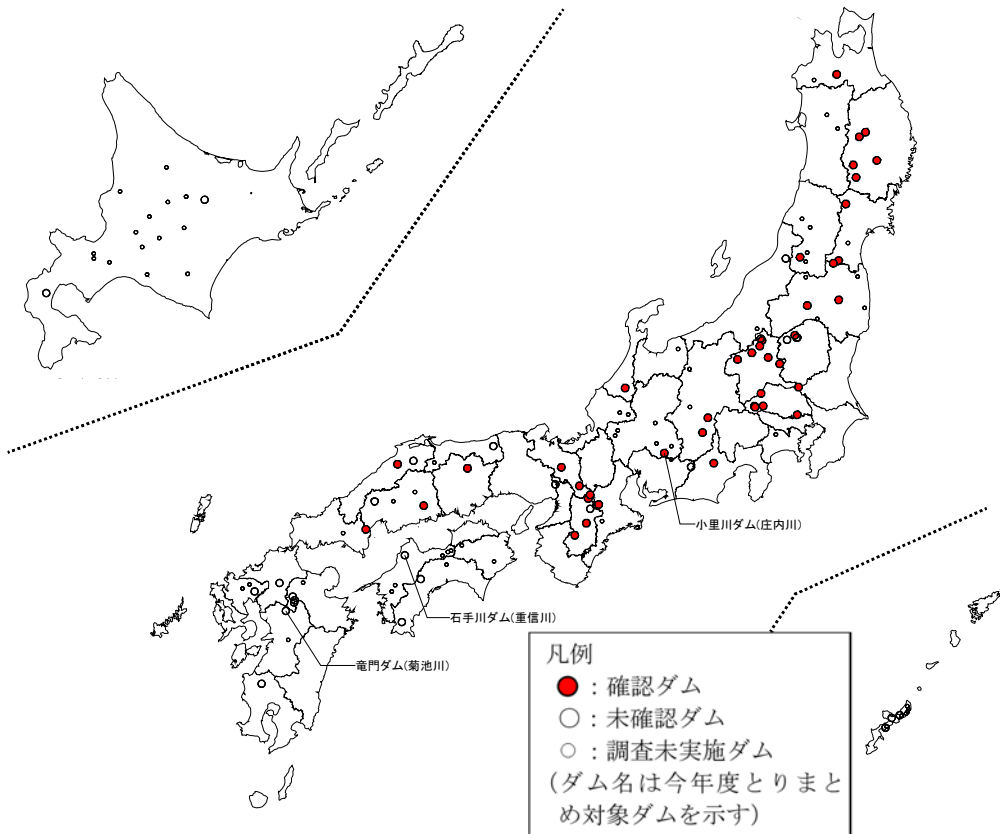 小里川ダム(庄内川)
石手川ダム(重信川)
竜門ダム(菊池川)
凡例
：確認ダム
：未確認ダム
：調査未実施ダム
(ダム名は今年度とりまと
め対象ダムを示す)